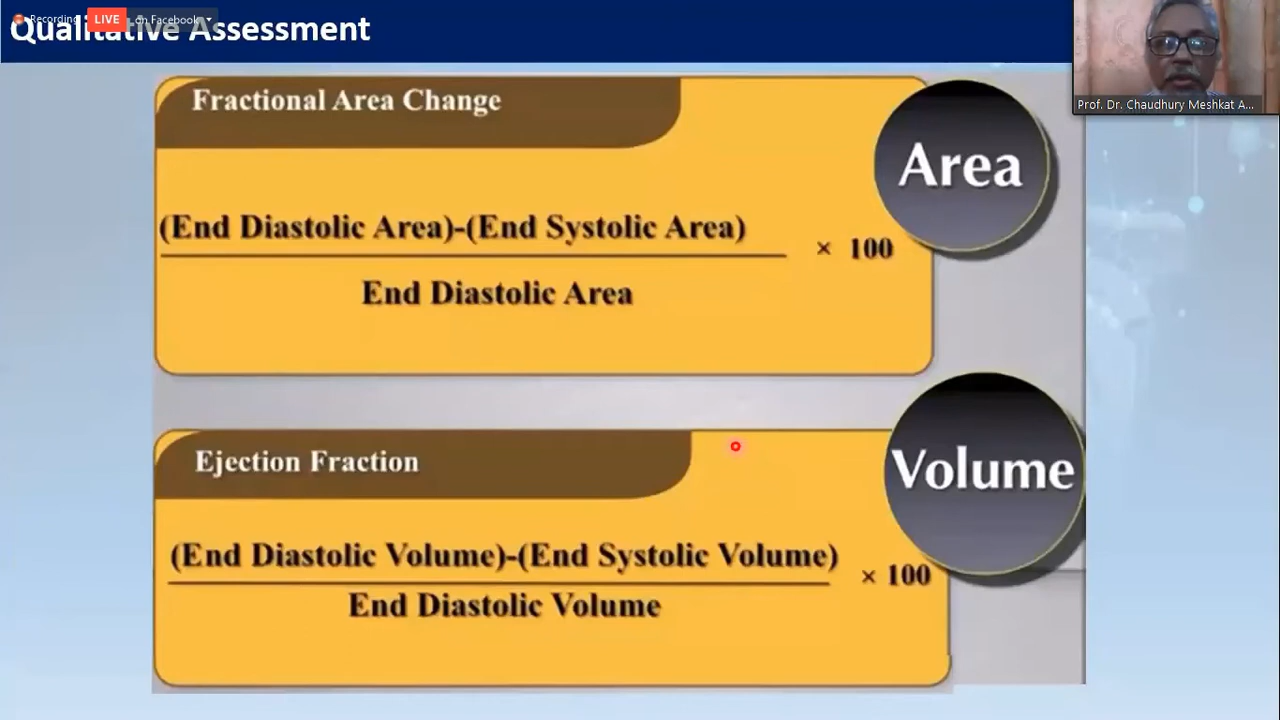 Recording
LIVE on Facebook
Qualitative Assessment
Prof. Dr. Chaudhury Meshkat A...
Fractional Area Change
Area
(End Diastolic Area)-(End Systolic Area)
× 100
End Diastolic Area
Ejection Fraction
Volume
(End Diastolic Volume)-(End Systolic Volume)
× 100
End Diastolic Volume